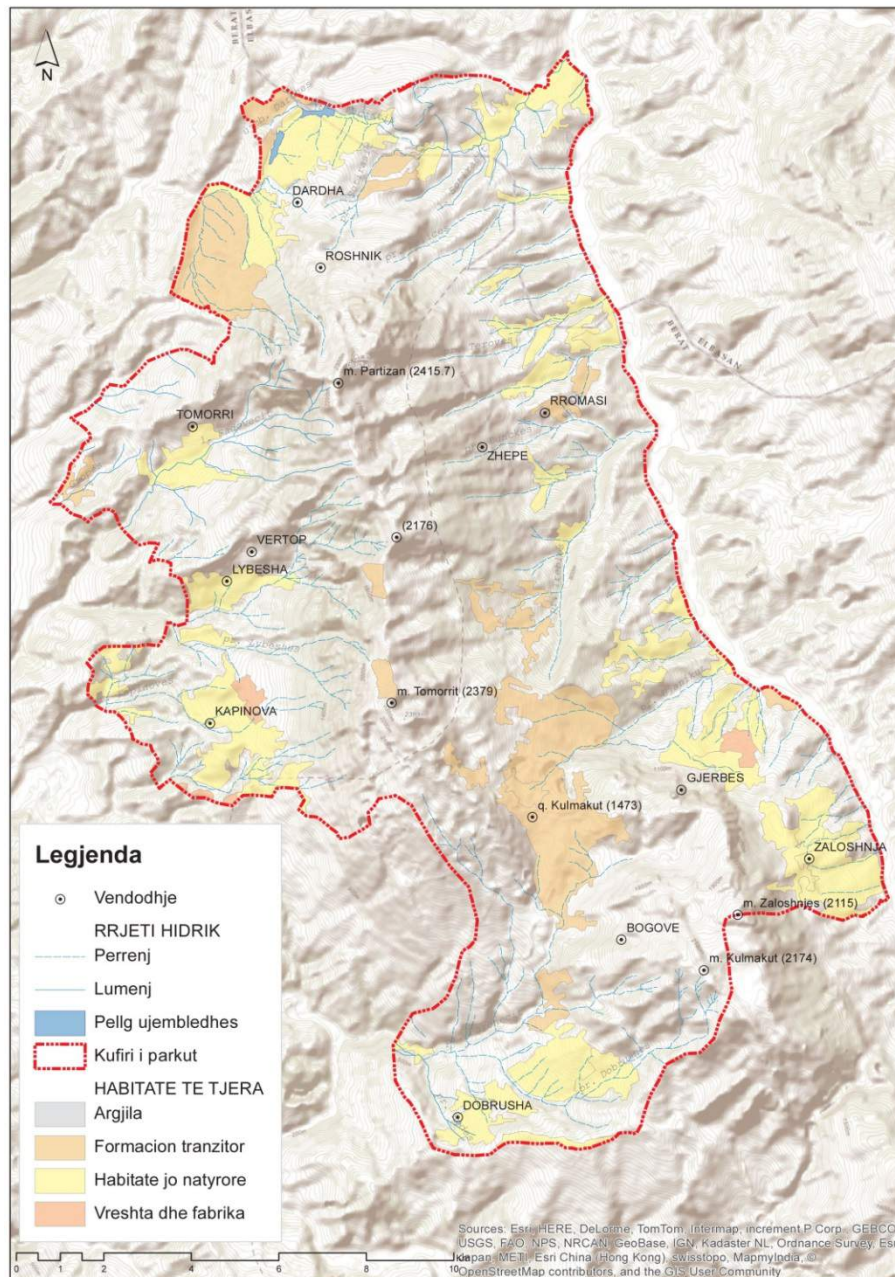 N
BERAT
ELBASAN
DARDHA
ROSHNIK
BERAT
ELBASAN
m. Partizan (2415.7)
TOMORRI
RROMASI
ZHEPE
VERTOP
(2176)
LYBESHA
m. Tomorrit (2379)
KAPINOVA
GJERBES
q. Kulmakut (1473)
ZALOSHNJA
m. Zaloshnjes (2115)
BOGOVE
m. Kulmakut (2174)
DOBRUSHA
Legjenda
Vendodhje
RRJETI HIDRIK
Perrenj
Lumenj
Pellg ujembledhes
Kufiri i parkut
HABITATE TE TJERA
Argjila
Formacion tranzitor
Habitate jo natyrore
Vreshta dhe fabrika
0 1 2 4 6 8 10
Sources: Esri, HERE, DeLorme, TomTom, Intermap, increment P Corp., GEBCO,
USGS, FAO, NPS, NRCAN, GeoBase, IGN, Kadaster NL, Ordnance Survey, Esri
Japan, METI, Esri China (Hong Kong), swisstopo, MapmyIndia, ©
OpenStreetMap contributors, and the GIS User Community